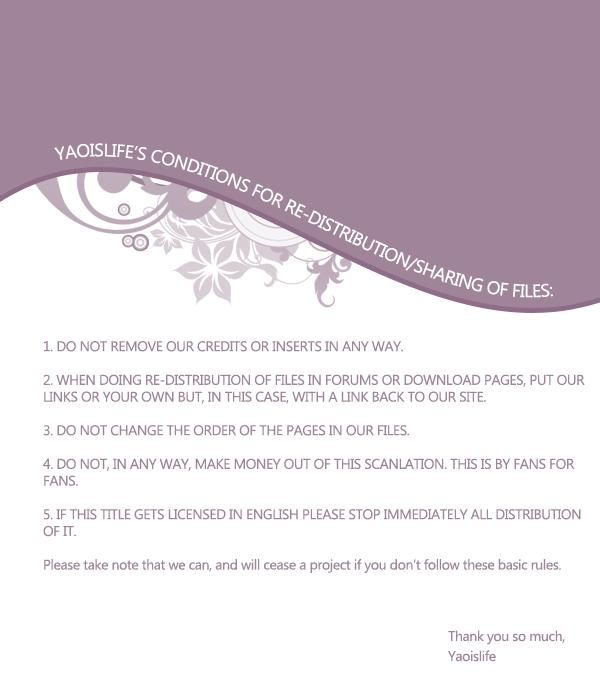 YAOISLIFE'S CONDITIONS FOR RE-DISTRIBUTION/SHARING OF FILES:
1. DO NOT REMOVE OUR CREDITS OR INSERTS IN ANY WAY.
2. WHEN DOING RE-DISTRIBUTION OF FILES IN FORUMS OR DOWNLOAD PAGES, PUT OUR
LINKS OR YOUR OWN BUT, IN THIS CASE, WITH A LINK BACK TO OUR SITE.
3. DO NOT CHANGE THE ORDER OF THE PAGES IN OUR FILES.
4. DO NOT, IN ANY WAY, MAKE MONEY OUT OF THIS SCANLATION. THIS IS BY FANS FOR
FANS.
5. IF THIS TITLE GETS LICENSED IN ENGLISH PLEASE STOP IMMEDIATELY ALL DISTRIBUTION
OF IT.
Please take note that we can, and will cease a project if you don't follow these basic rules.
Thank you so much,
Yaoislife